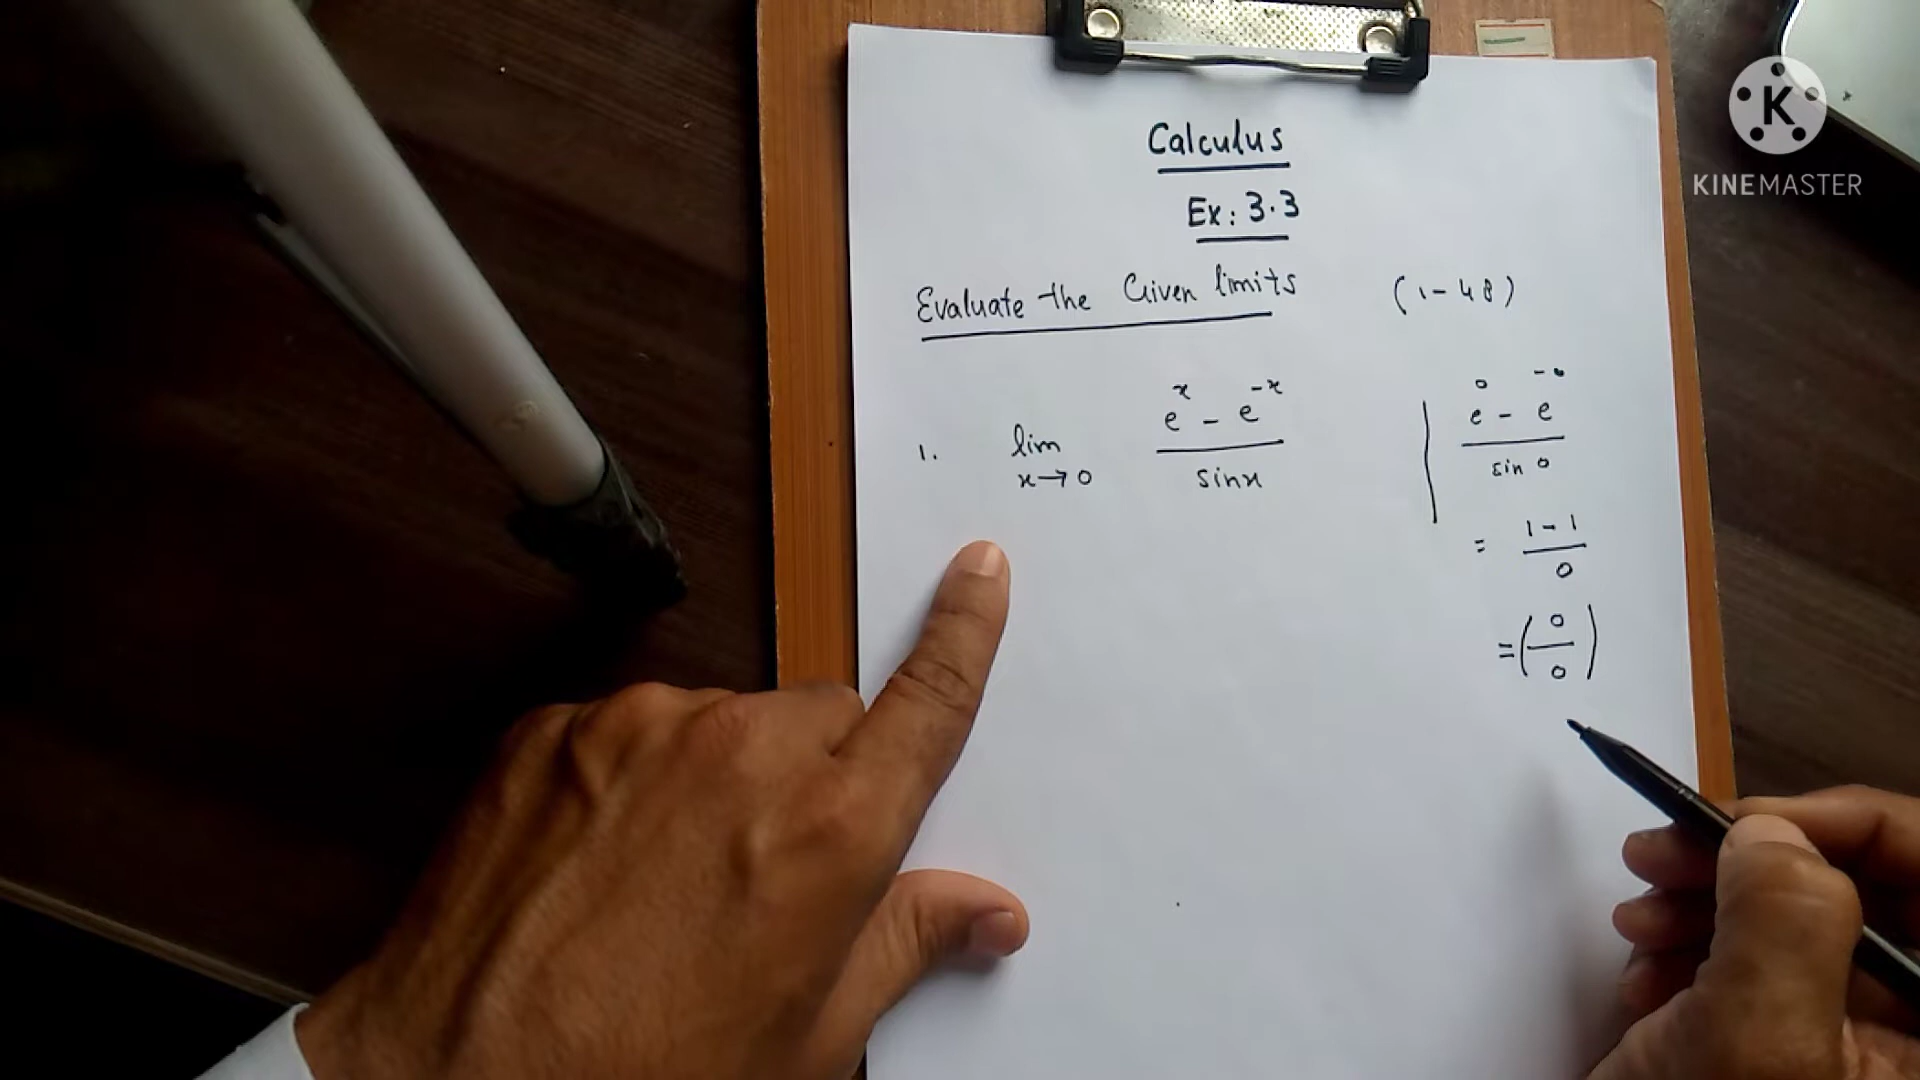 Calculus
Ex: 3.3
Evaluate the Given limits (1-48)
1. lim x→0 (e^x - e^-x) / sinx
(e^0 - e^-0) / sin 0
= (1-1) / 0
= (0/0)
K
KINEMASTER